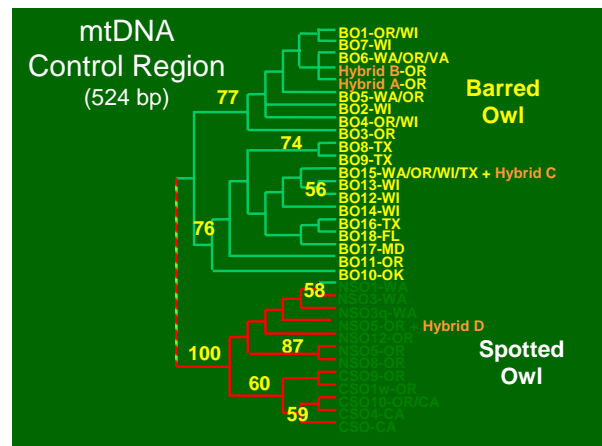 mtDNA
Control Region
(524 bp)
BO1-OR/WI
BO7-WI
BO6-WA/OR/VA
Hybrid B-OR
Hybrid A-OR
BO5-WA/OR
BO2-WI
BO4-OR/WI
BO3-OR
BO8-TX
BO9-TX
BO15-WA/OR/WI/TX + Hybrid C
BO13-WI
BO12-WI
BO14-WI
BO16-TX
BO18-FL
BO17-MD
BO11-OR
BO10-OK
NSO1-WA
NSO3-WA
NSO3q-WA
NSO5-OR + Hybrid D
NSO12-OR
NSO8-OR
CSO9-OR
CSO1w-OR
CSO10-OR/CA
CSO4-CA
CSO-CA
77
74
56
76
58
100
87
60
59
Barred
Owl
Spotted
Owl